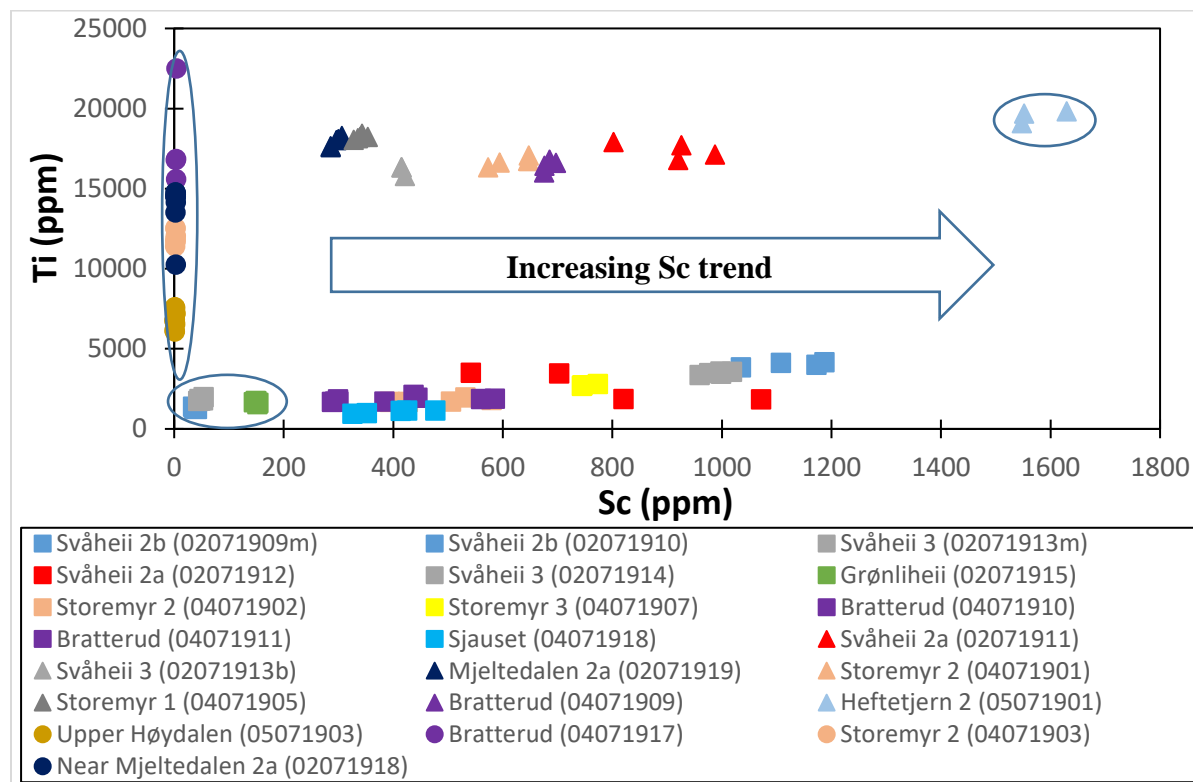 25000
20000
15000
10000
5000
0
Ti (ppm)
Increasing Sc trend
0 200 400 600 800 1000 1200 1400 1600 1800
Sc (ppm)
Svåheii 2b (02071909m) Svåheii 2b (02071910) Svåheii 3 (02071913m)
Svåheii 2a (02071912) Svåheii 3 (02071914) Grønliheii (02071915)
Storemyr 2 (04071902) Storemyr 3 (04071907) Bratterud (04071910)
Bratterud (04071911) Sjauset (04071918) Svåheii 2a (02071911)
Svåheii 3 (02071913b) Mjeltedalen 2a (02071919) Storemyr 2 (04071901)
Storemyr 1 (04071905) Bratterud (04071909) Heftetjern 2 (05071901)
Upper Høydalen (05071903) Bratterud (04071917) Storemyr 2 (04071903)
Near Mjeltedalen 2a (02071918)